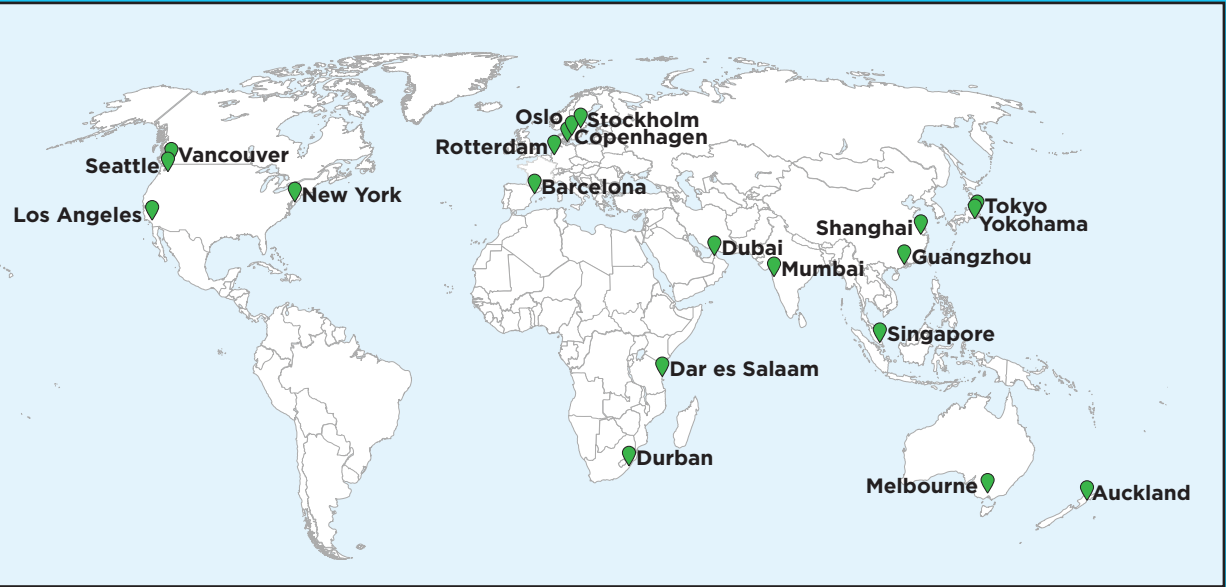 Oslo
Stockholm
Copenhagen
Rotterdam
Vancouver
Seattle
Barcelona
New York
Los Angeles
Tokyo
Yokohama
Shanghai
Dubai
Guangzhou
Mumbai
Singapore
Dar es Salaam
Durban
Melbourne
Auckland